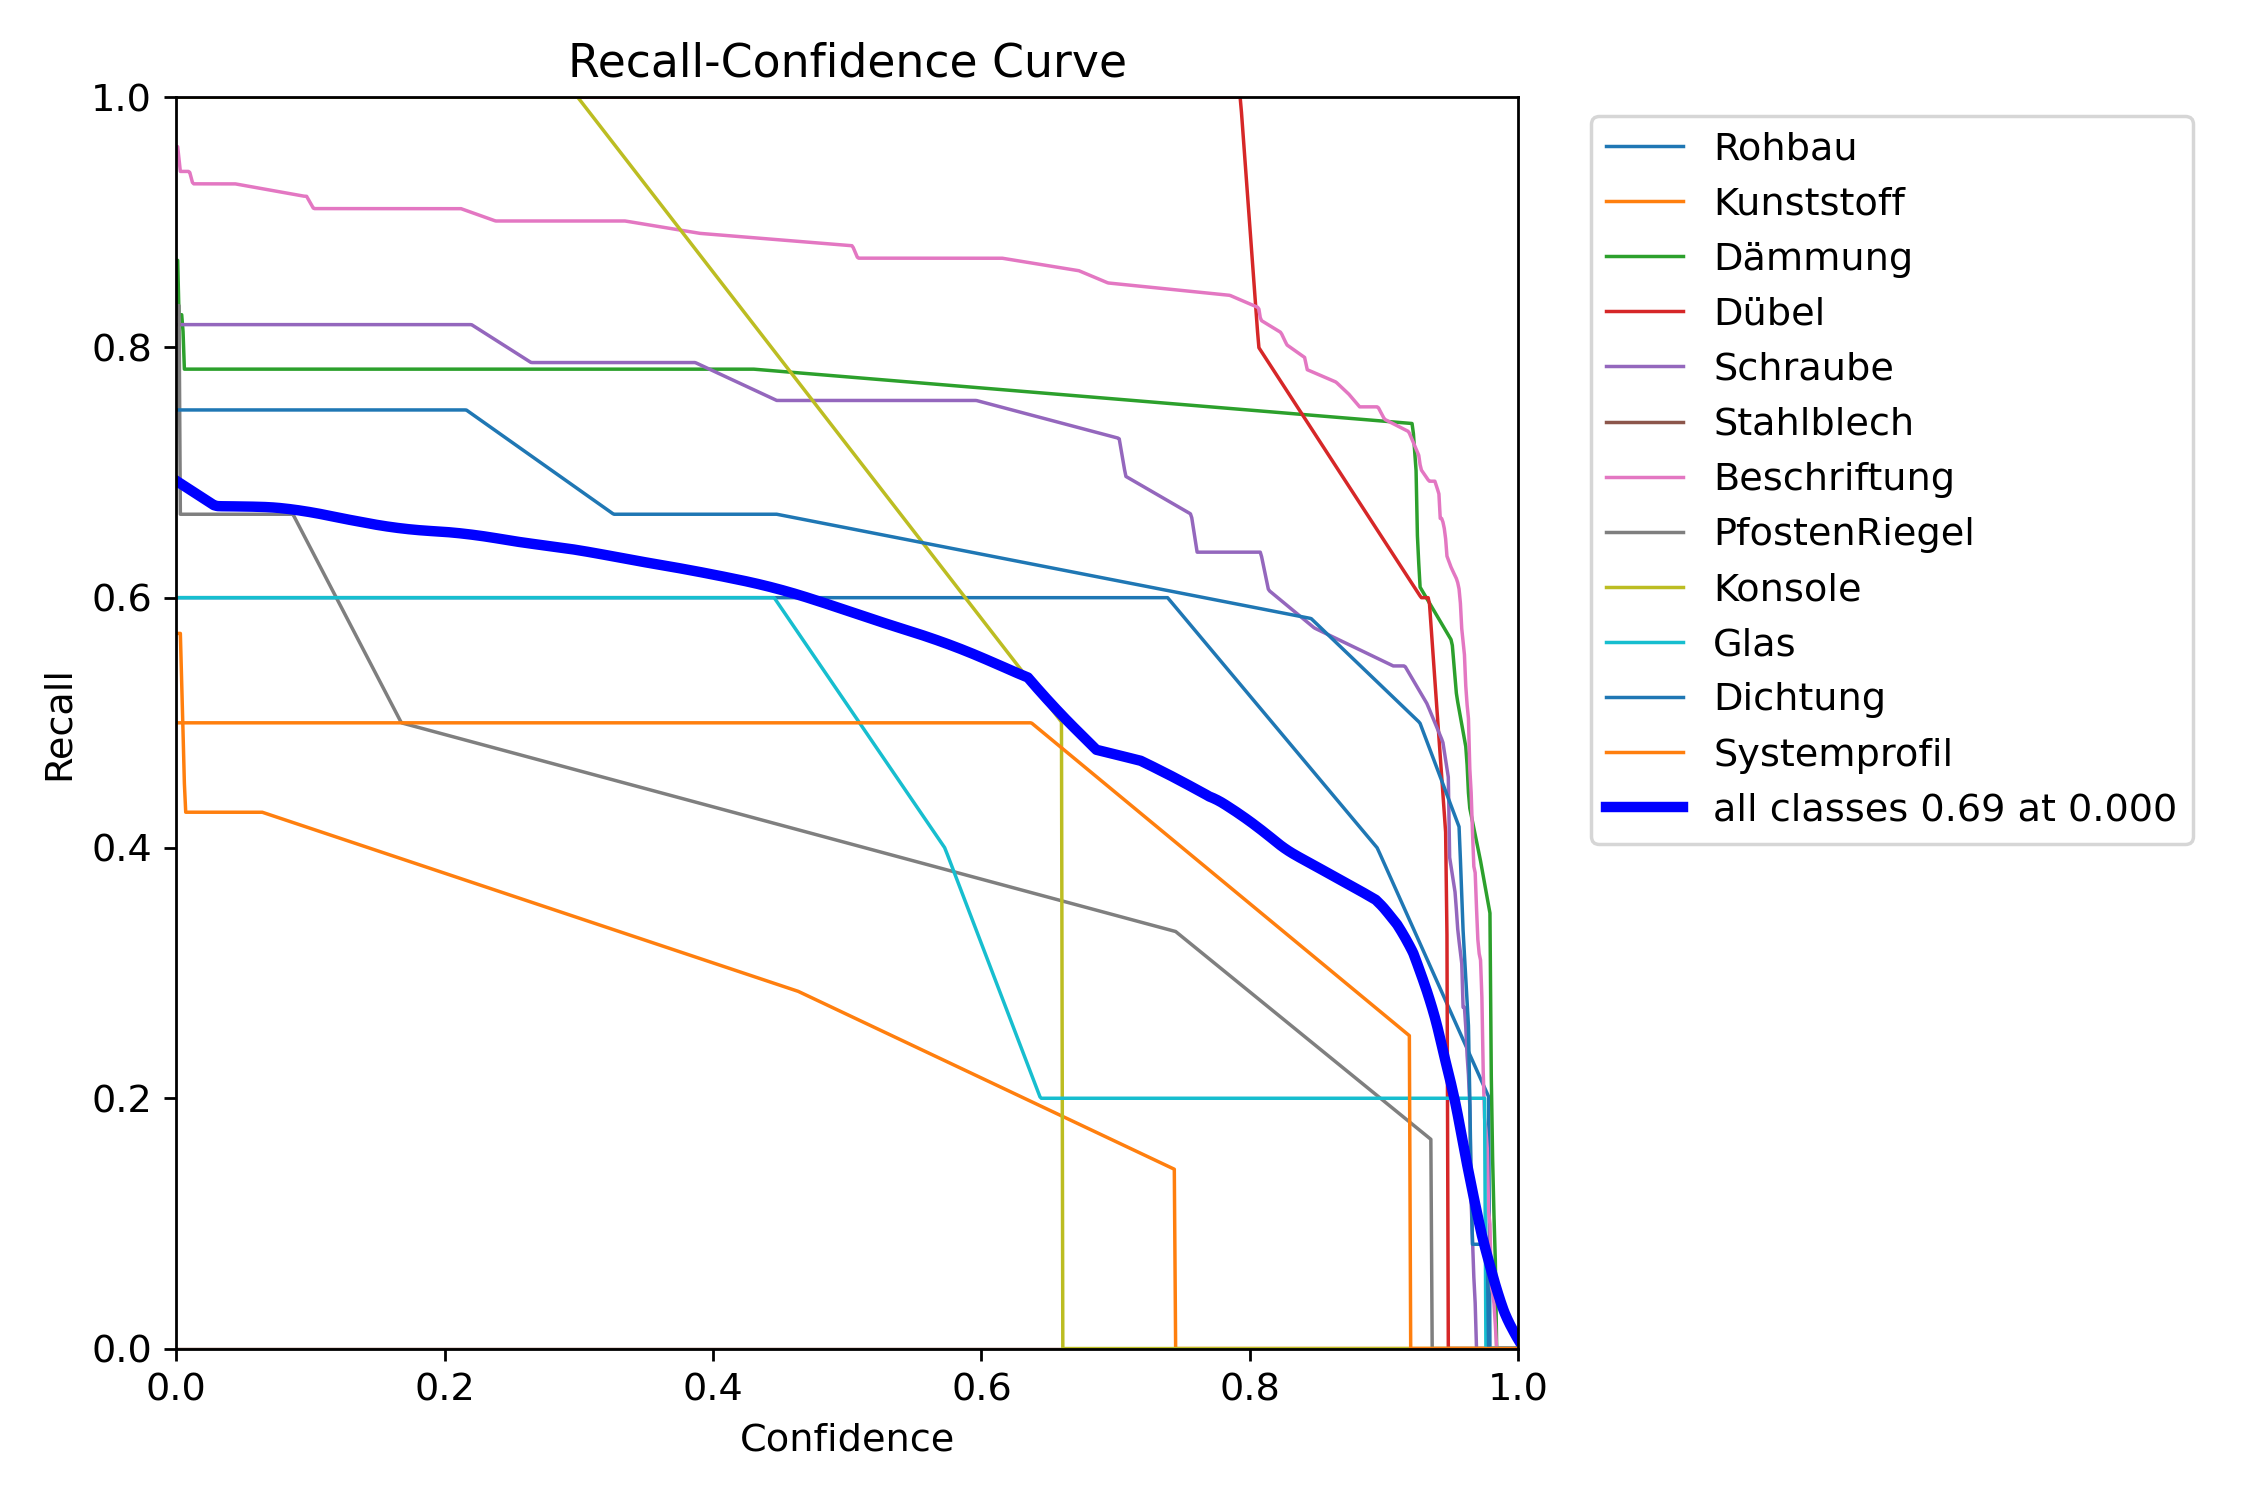 Recall-Confidence Curve
1.0
0.8
0.6
0.4
0.2
0.0
Recall
0.0 0.2 0.4 0.6 0.8 1.0
Confidence
Rohbau
Kunststoff
Dämmung
Dübel
Schraube
Stahlblech
Beschriftung
PfostenRiegel
Konsole
Glas
Dichtung
Systemprofil
all classes 0.69 at 0.000